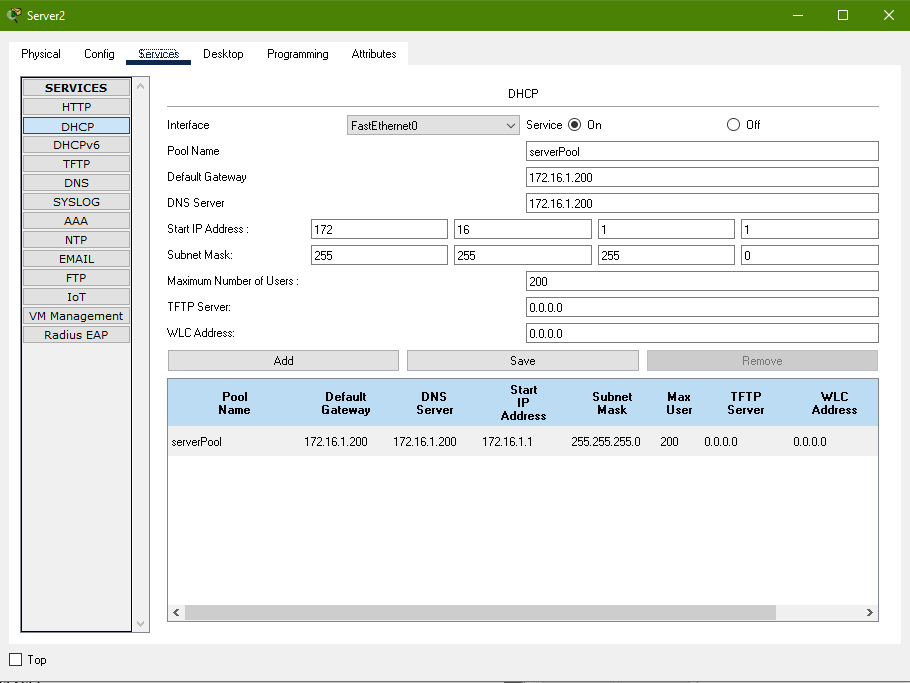 Server2
Physical Config Services Desktop Programming Attributes
SERVICES
HTTP
DHCP
DHCPv6
TFTP
DNS
SYSLOG
AAA
NTP
EMAIL
FTP
IoT
VM Management
Radius EAP
DHCP
Interface FastEthernet0 Service On Off
Pool Name serverPool
Default Gateway 172.16.1.200
DNS Server 172.16.1.200
Start IP Address : 172 16 1 1
Subnet Mask: 255 255 255 0
Maximum Number of Users : 200
TFTP Server: 0.0.0.0
WLC Address: 0.0.0.0
Add Save Remove
Pool Name Default Gateway DNS Server Start IP Address Subnet Mask Max User TFTP Server WLC Address
serverPool 172.16.1.200 172.16.1.200 172.16.1.1 255.255.255.0 200 0.0.0.0 0.0.0.0
Top